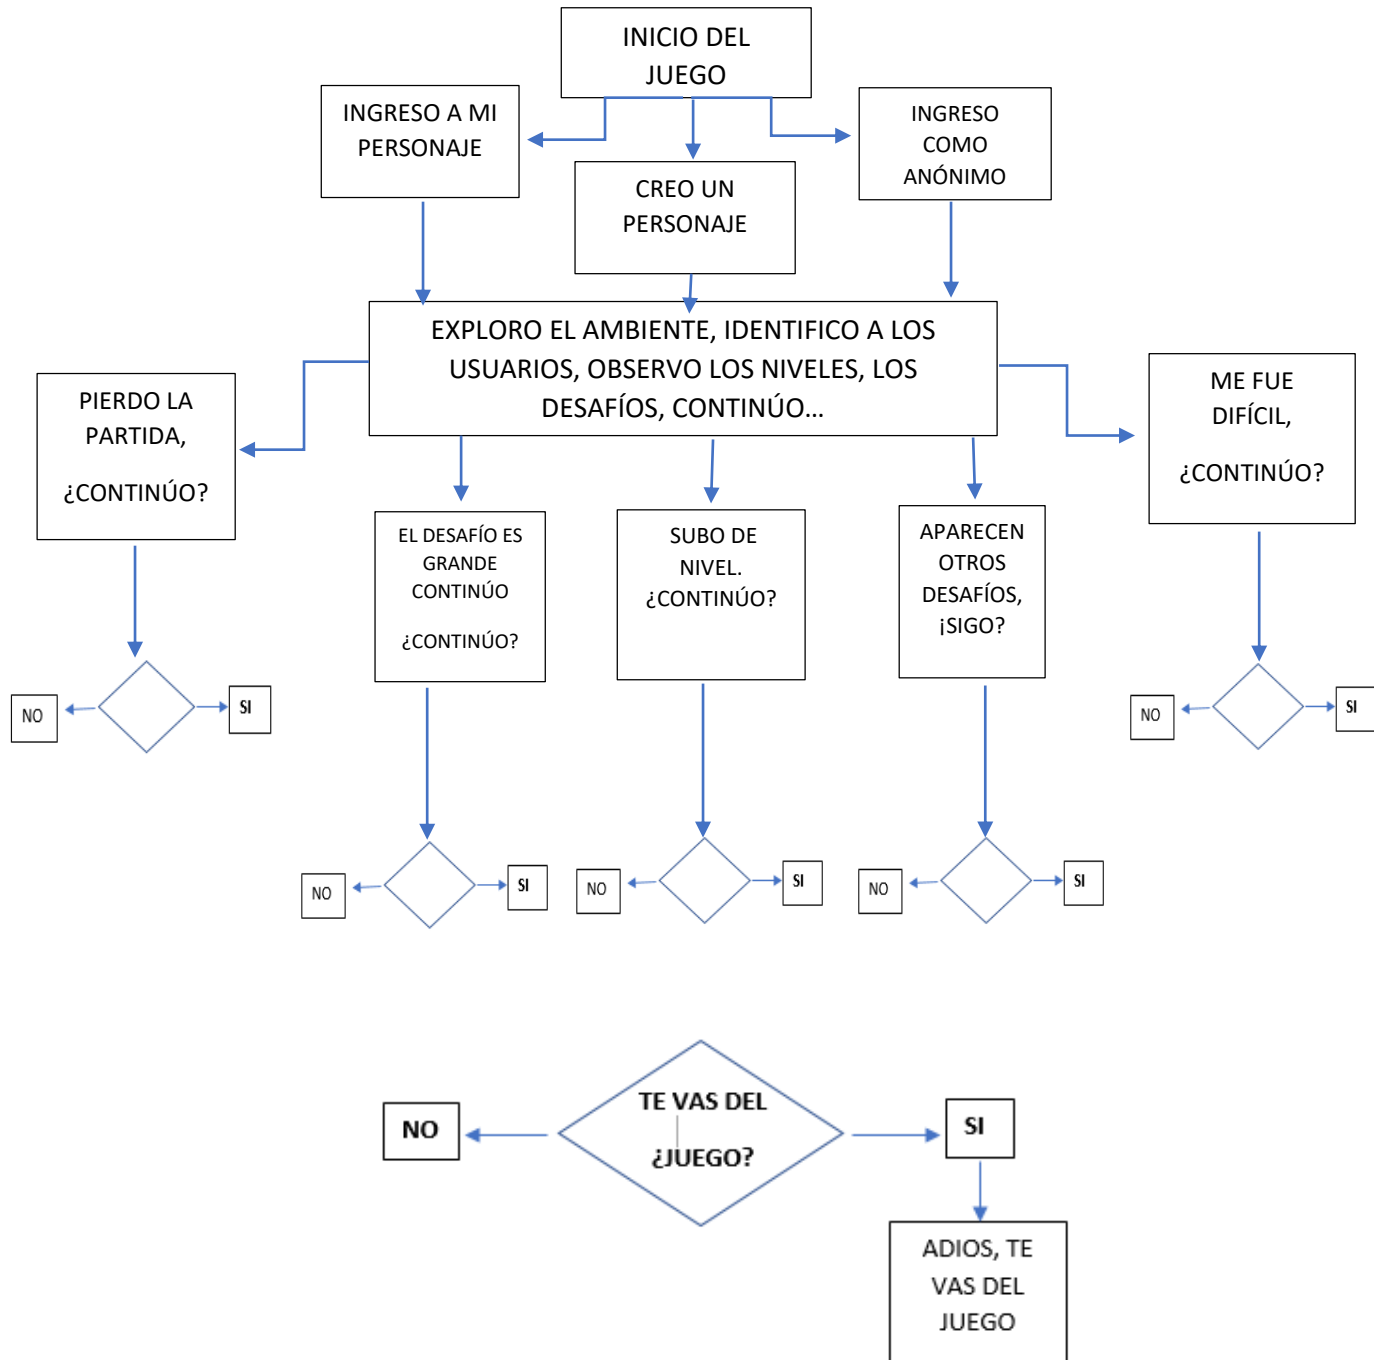 INICIO DEL
JUEGO
INGRESO A MI
PERSONAJE
CREO UN
PERSONAJE
INGRESO
COMO
ANÓNIMO
EXPLORO EL AMBIENTE, IDENTIFICO A LOS
USUARIOS, OBSERVO LOS NIVELES, LOS
DESAFÍOS, CONTINÚO...
PIERDO LA
PARTIDA,
¿CONTINÚO?
EL DESAFÍO ES
GRANDE
CONTINÚO
¿CONTINÚO?
SUBO DE
NIVEL.
¿CONTINÚO?
APARECEN
OTROS
DESAFÍOS,
¡SIGO?
ME FUE
DIFÍCIL,
¿CONTINÚO?
NO
SI
NO
SI
NO
SI
NO
SI
NO
SI
TE VAS DEL
¿JUEGO?
NO
SI
ADIOS, TE
VAS DEL
JUEGO